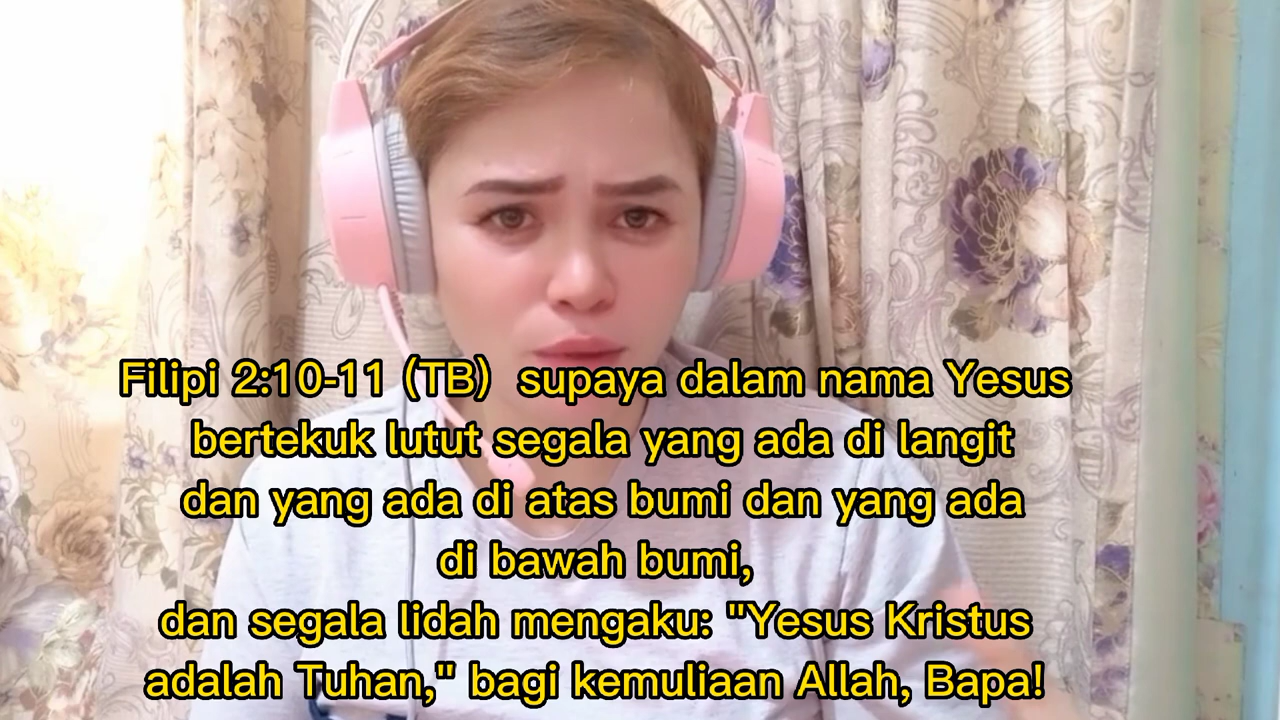 Filipi 2:10-11 (TB)  supaya dalam nama Yesus
bertekuk lutut segala yang ada di langit
dan yang ada di atas bumi dan yang ada
di bawah bumi,
dan segala lidah mengaku: "Yesus Kristus
adalah Tuhan," bagi kemuliaan Allah, Bapa!